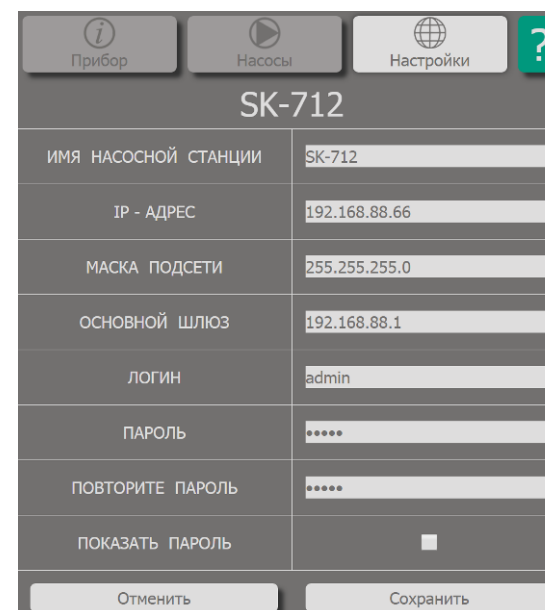 i
Прибор
Насосы
Настройки
?
SK-712
ИМЯ НАСОСНОЙ СТАНЦИИ
SK-712
IP - АДРЕС
192.168.88.66
МАСКА ПОДСЕТИ
255.255.255.0
ОСНОВНОЙ ШЛЮЗ
192.168.88.1
ЛОГИН
admin
ПАРОЛЬ
•••••
ПОВТОРИТЕ ПАРОЛЬ
•••••
ПОКАЗАТЬ ПАРОЛЬ
Отменить
Сохранить